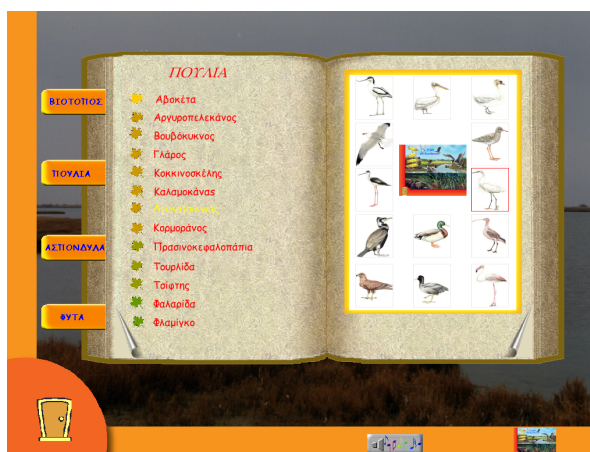 ΠΟΥΛΙΑ
ΒΙΟΤΟΠΟΣ
ΠΟΥΛΙΑ
ΑΣΠΟΝΔΥΛΑ
ΦΥΤΑ
Αβοκέτα
Αργυροπελεκάνος
Βουβόκυκνος
Γλάρος
Κοκκινοσκέλης
Καλαμοκάνας
Κορμοράνος
Πρασινοκεφαλοπάπια
Τουρλίδα
Τσίφτης
Φαλαρίδα
Φλαμίγκο